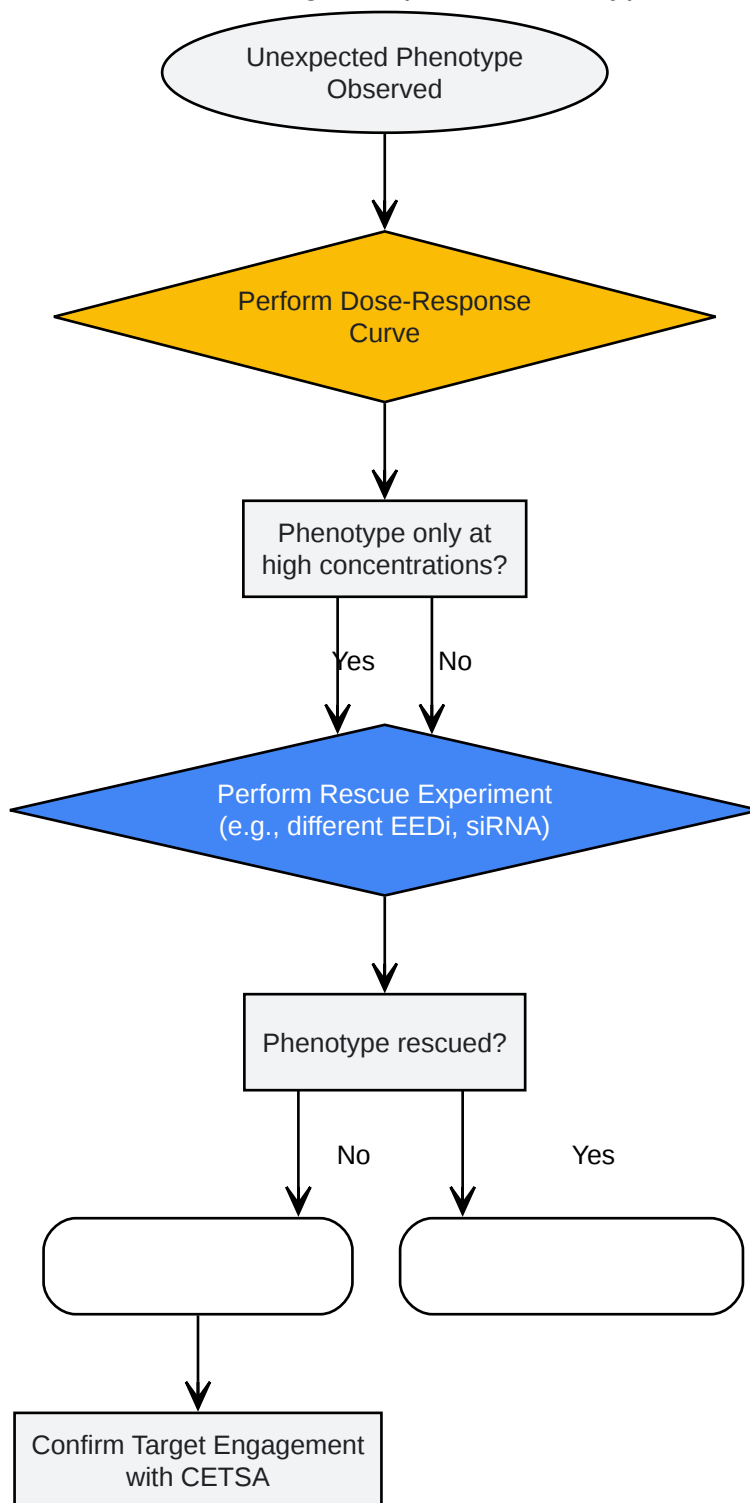 Unexpected Phenotype
Observed
Perform Dose-Response
Curve
Phenotype only at
high concentrations?
Yes
No
Perform Rescue Experiment
(e.g., different EEDi, siRNA)
Phenotype rescued?
No
Yes
Confirm Target Engagement
with CETSA